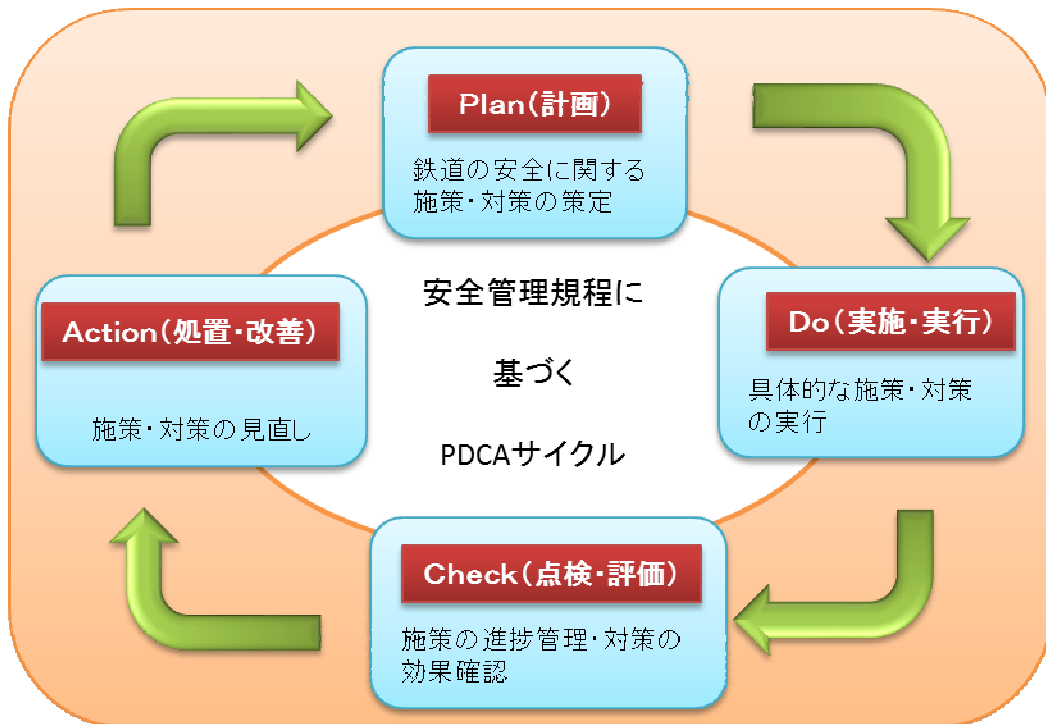 Plan(計画)
鉄道の安全に関する
施策・対策の策定
Do(実施・実行)
具体的な施策・対策
の実行
Check(点検・評価)
施策の進捗管理・対策の
効果確認
Action(処置・改善)
施策・対策の見直し
安全管理規程に
基づく
PDCAサイクル